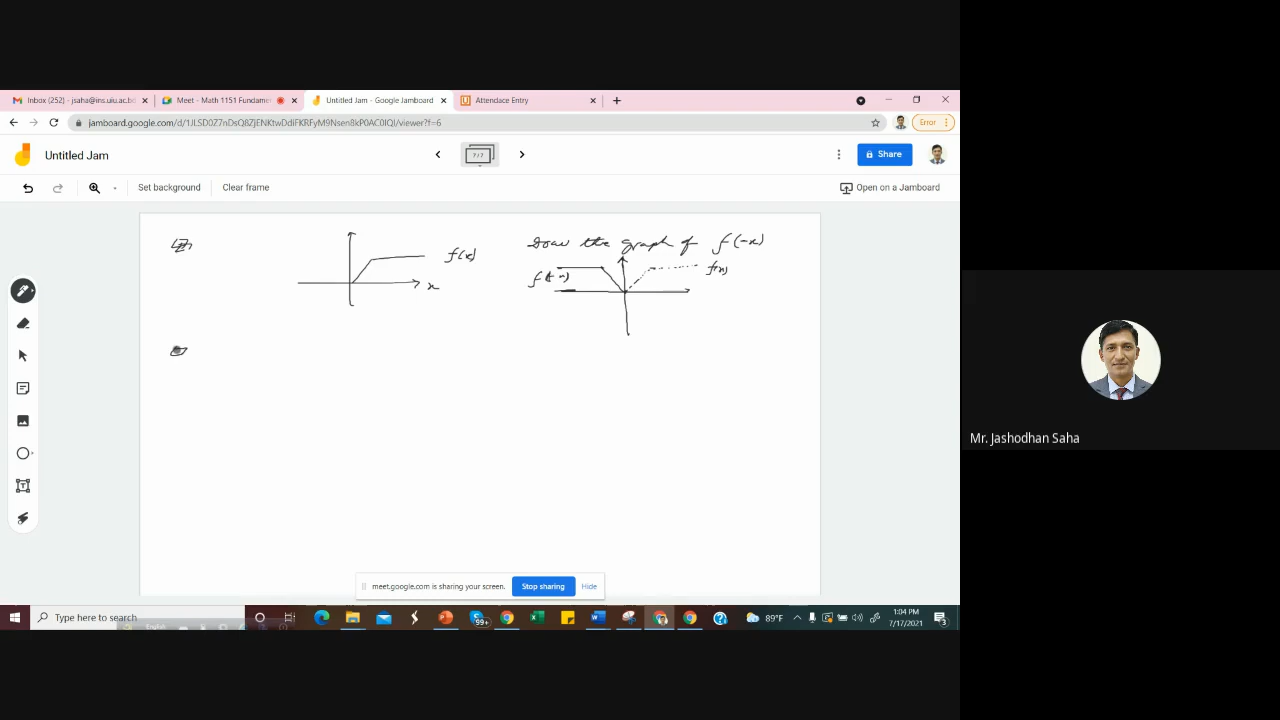 Inbox (252) - jsaha@ins.uiu.ac.b
Meet - Math 1151 Fundame
Untitled Jam - Google Jamboard
Attendace Entry
jamboard.google.com/d/
/viewer?f=6
Error
Untitled Jam
7/7
Share
Set background
Clear frame
Open on a Jamboard
f(x)
x
Draw the graph of f(-x)
f(-x)
f(x)
Mr. Jashodhan Saha
meet.google.com is sharing your screen.
Stop sharing
Hide
Type here to search
99+
89°F
1:04 PM
7/17/2021
3